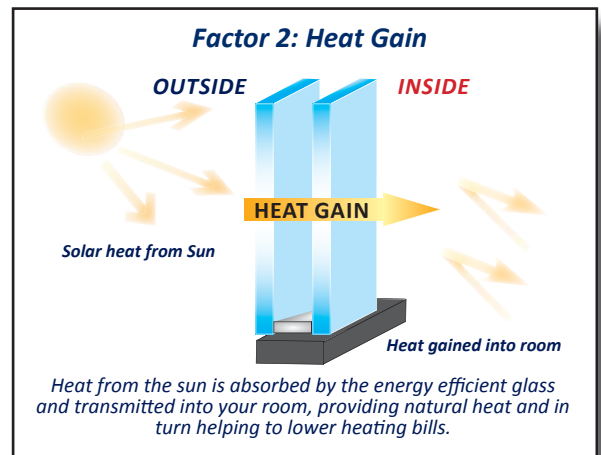 Factor 2: Heat Gain
OUTSIDE
INSIDE
HEAT GAIN
Solar heat from Sun
Heat gained into room
Heat from the sun is absorbed by the energy efficient glass
and transmitted into your room, providing natural heat and in
turn helping to lower heating bills.